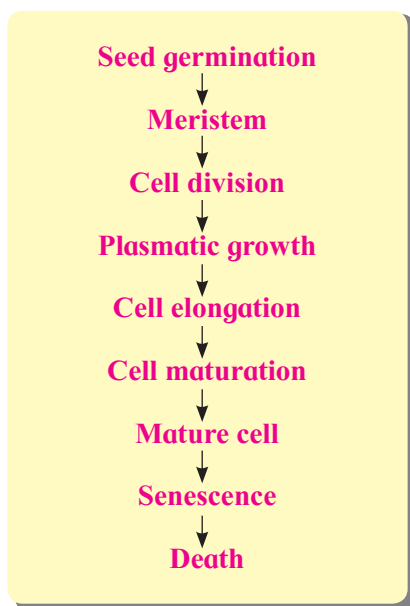 Seed germination
Meristem
Cell division
Plasmatic growth
Cell elongation
Cell maturation
Mature cell
Senescence
Death